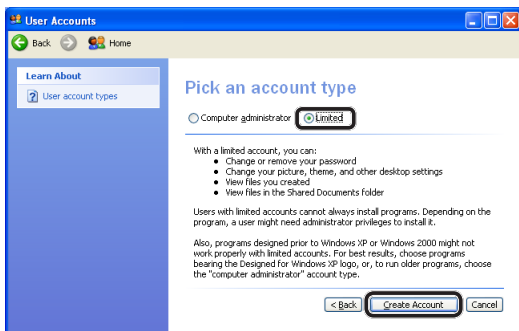 User Accounts
Back Home
Learn About
User account types
Pick an account type
Computer administrator Limited
With a limited account, you can:
• Change or remove your password
• Change your picture, theme, and other desktop settings
• View files you created
• View files in the Shared Documents folder
Users with limited accounts cannot always install programs. Depending on the
program, a user might need administrator privileges to install it.
Also, programs designed prior to Windows XP or Windows 2000 might not
work properly with limited accounts. For best results, choose programs
bearing the Designed for Windows XP logo, or, to run older programs, choose
the "computer administrator" account type.
< Back Create Account Cancel